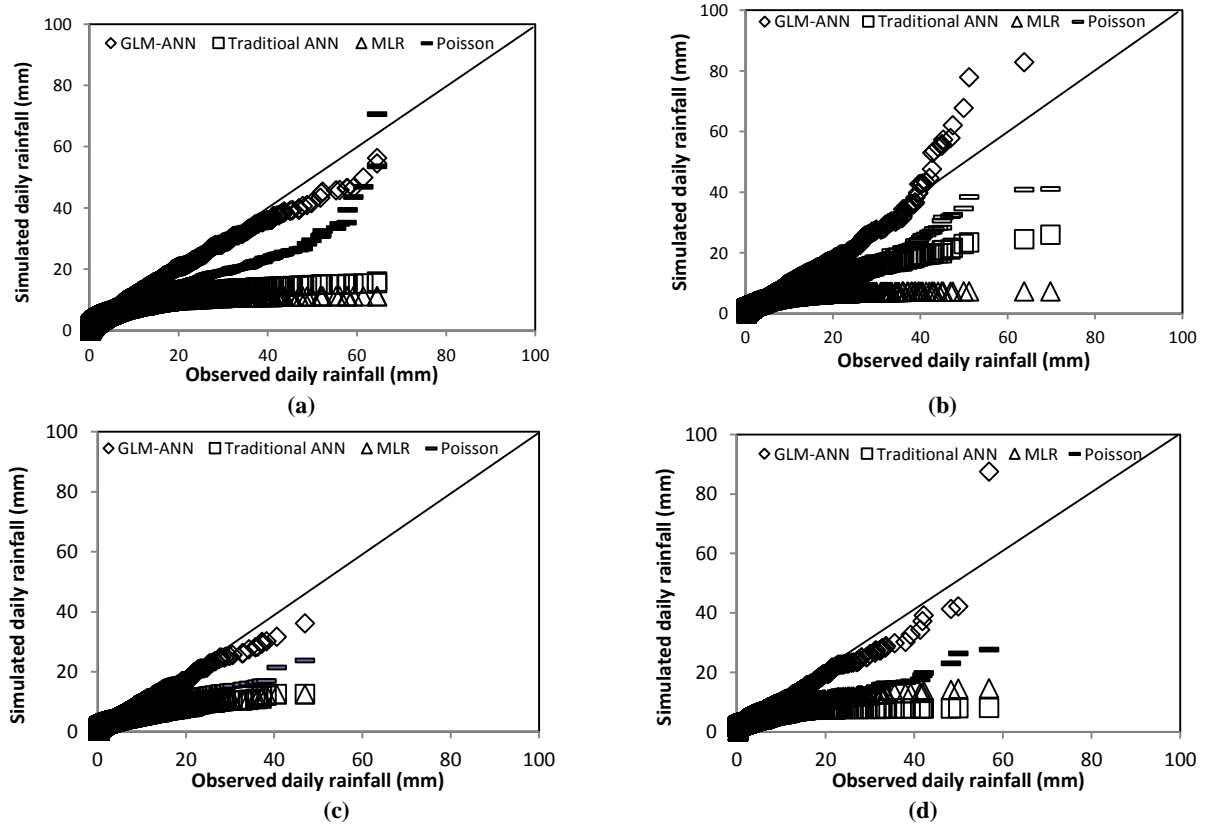 100
80
60
40
20
0
Simulated daily rainfall (mm)
GLM-ANN Traditioal ANN MLR Poisson
0 20 40 60 80 100
Observed daily rainfall (mm)
(a)
100
80
60
40
20
0
Simulated daily rainfall (mm)
GLM-ANN Traditional ANN MLR Poisson
0 20 40 60 80 100
Observed daily rainfall (mm)
(b)
100
80
60
40
20
0
Simulated daily rainfall (mm)
GLM-ANN Traditional ANN MLR Poisson
0 20 40 60 80 100
Observed daily rainfall (mm)
(c)
100
80
60
40
20
0
Simulated daily rainfall (mm)
GLM-ANN Traditional ANN MLR Poisson
0 20 40 60 80 100
Observed daily rainfall (mm)
(d)